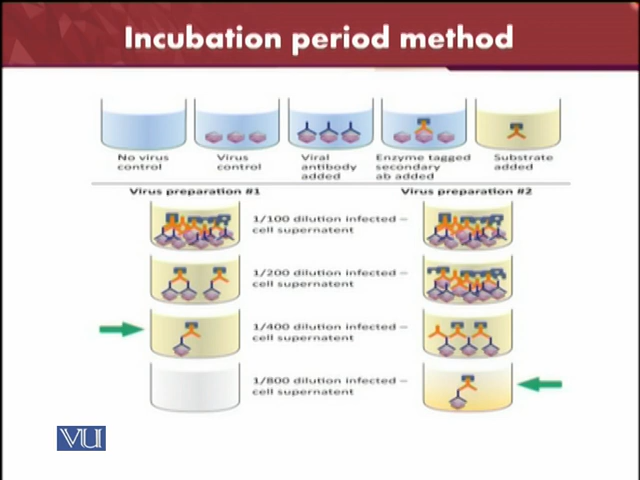 Incubation period method
No virus
control
Virus
control
Viral
antibody
added
Enzyme tagged
secondary
ab added
Substrate
added
Virus preparation #1
Virus preparation #2
1/100 dilution infected –
cell supernatent
1/200 dilution infected –
cell supernatent
1/400 dilution infected –
cell supernatent
1/800 dilution infected –
cell supernatent
VU